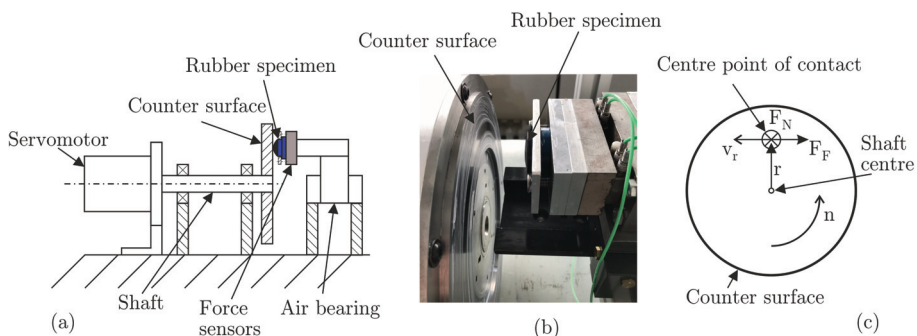 Rubber specimen
Counter surface
Servomotor
Shaft
Force
sensors
Air bearing
(a)
Rubber specimen
Counter surface
(b)
Centre point of contact
F_N
v_r
F_F
r
Shaft
centre
n
Counter surface
(c)